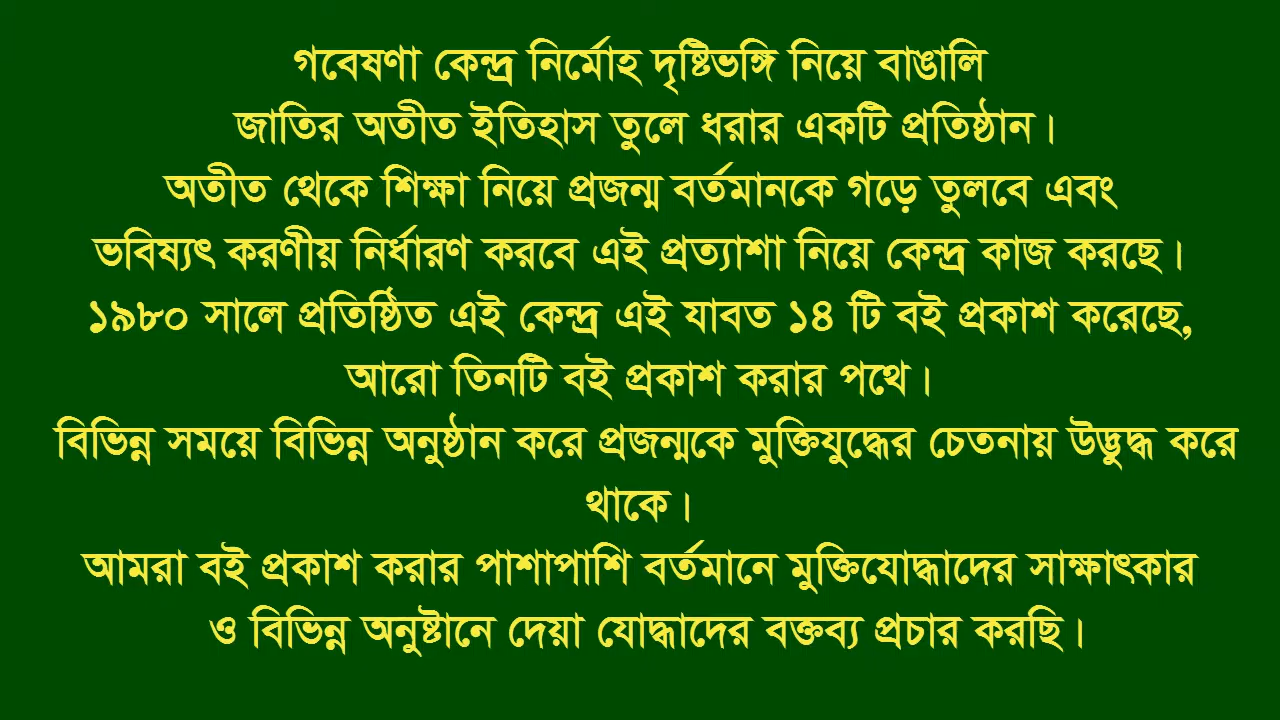 গবেষণা কেন্দ্র নির্মোহ দৃষ্টিভঙ্গি নিয়ে বাঙালি
জাতির অতীত ইতিহাস তুলে ধরার একটি প্রতিষ্ঠান।
অতীত থেকে শিক্ষা নিয়ে প্রজন্ম বর্তমানকে গড়ে তুলবে এবং
ভবিষ্যৎ করণীয় নির্ধারণ করবে এই প্রত্যাশা নিয়ে কেন্দ্র কাজ করছে।
১৯৮০ সালে প্রতিষ্ঠিত এই কেন্দ্র এই যাবত ১৪ টি বই প্রকাশ করেছে,
আরো তিনটি বই প্রকাশ করার পথে।
বিভিন্ন সময়ে বিভিন্ন অনুষ্ঠান করে প্রজন্মকে মুক্তিযুদ্ধের চেতনায় উদ্ভুদ্ধ করে
থাকে।
আমরা বই প্রকাশ করার পাশাপাশি বর্তমানে মুক্তিযোদ্ধাদের সাক্ষাৎকার
ও বিভিন্ন অনুষ্টানে দেয়া যোদ্ধাদের বক্তব্য প্রচার করছি।